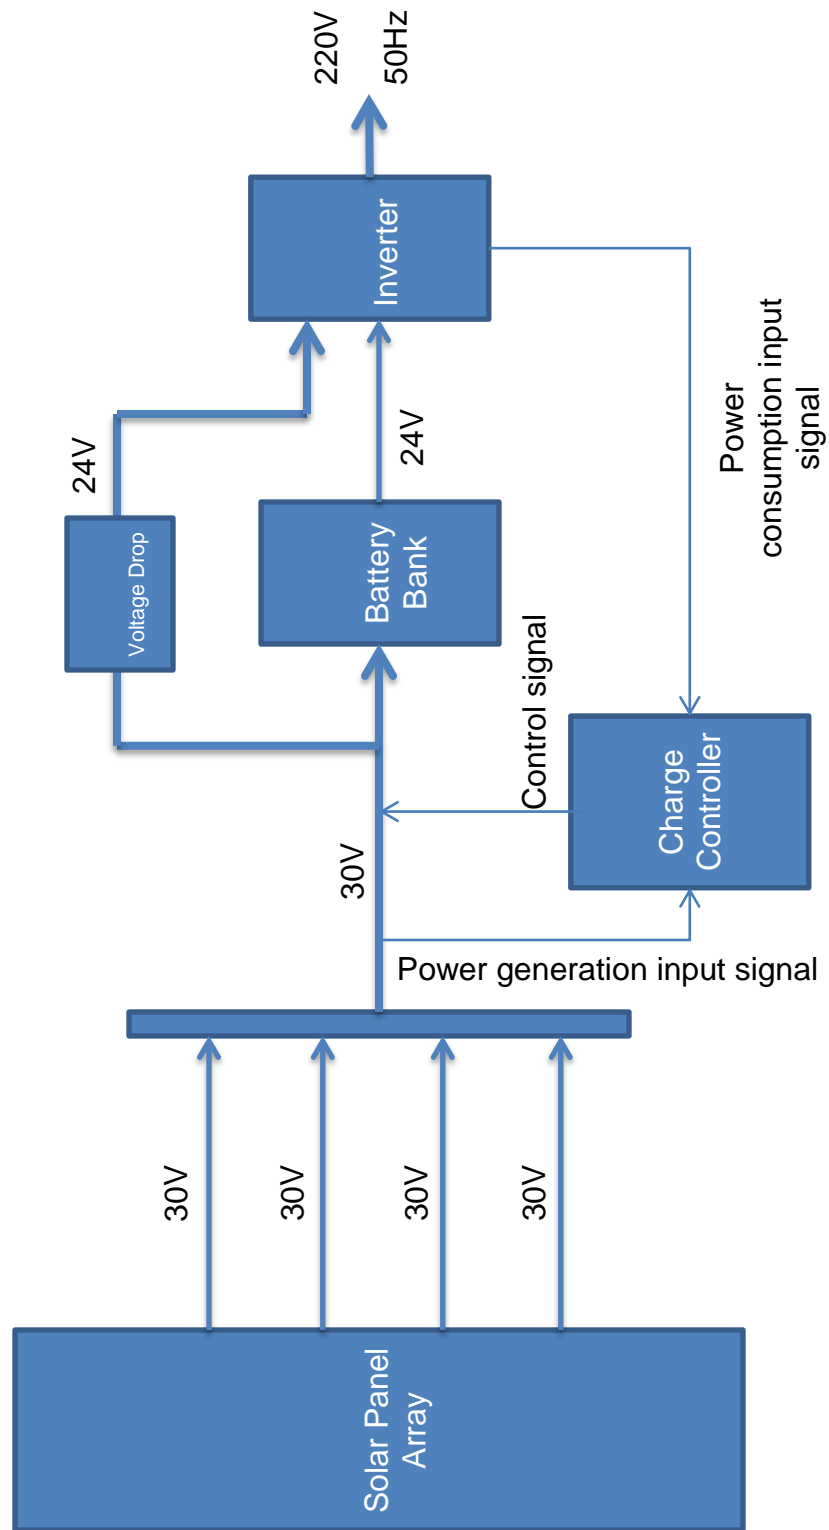 220V
50Hz
Inverter
24V
24V
Voltage Drop
Battery
Bank
Power
consumption input
signal
Control signal
Charge
Controller
30V
Power generation input signal
30V
30V
30V
30V
Solar Panel
Array